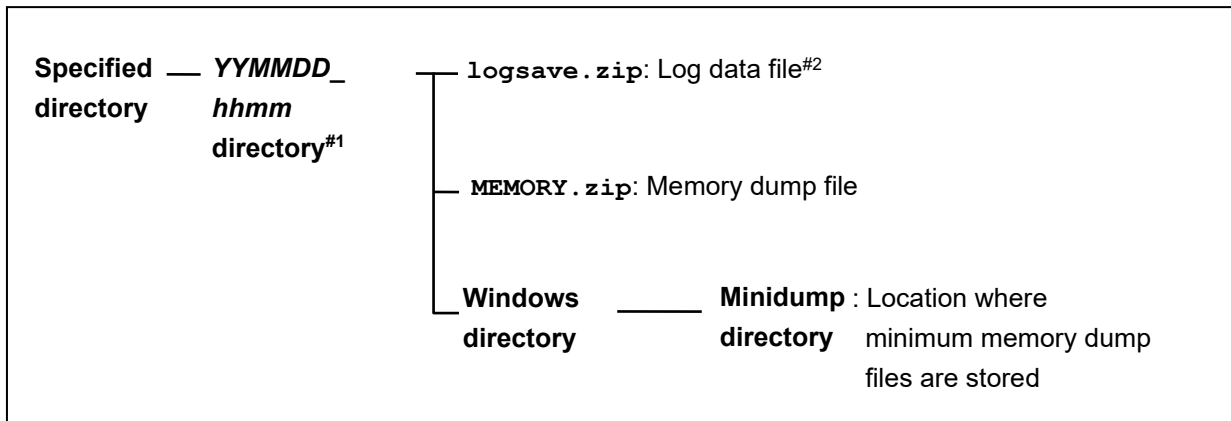 Specified directory
YYMMDD_
hhmm
directory#1
logsave.zip: Log data file#2
MEMORY.zip: Memory dump file
Windows
directory
Minidump
directory
: Location where
minimum memory dump
files are stored